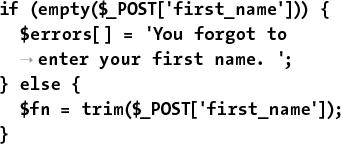 if (empty($_POST['first_name'])) {
  $errors[] = 'You forgot to
  → enter your first name. ';
} else {
  $fn = trim($_POST['first_name']);
}